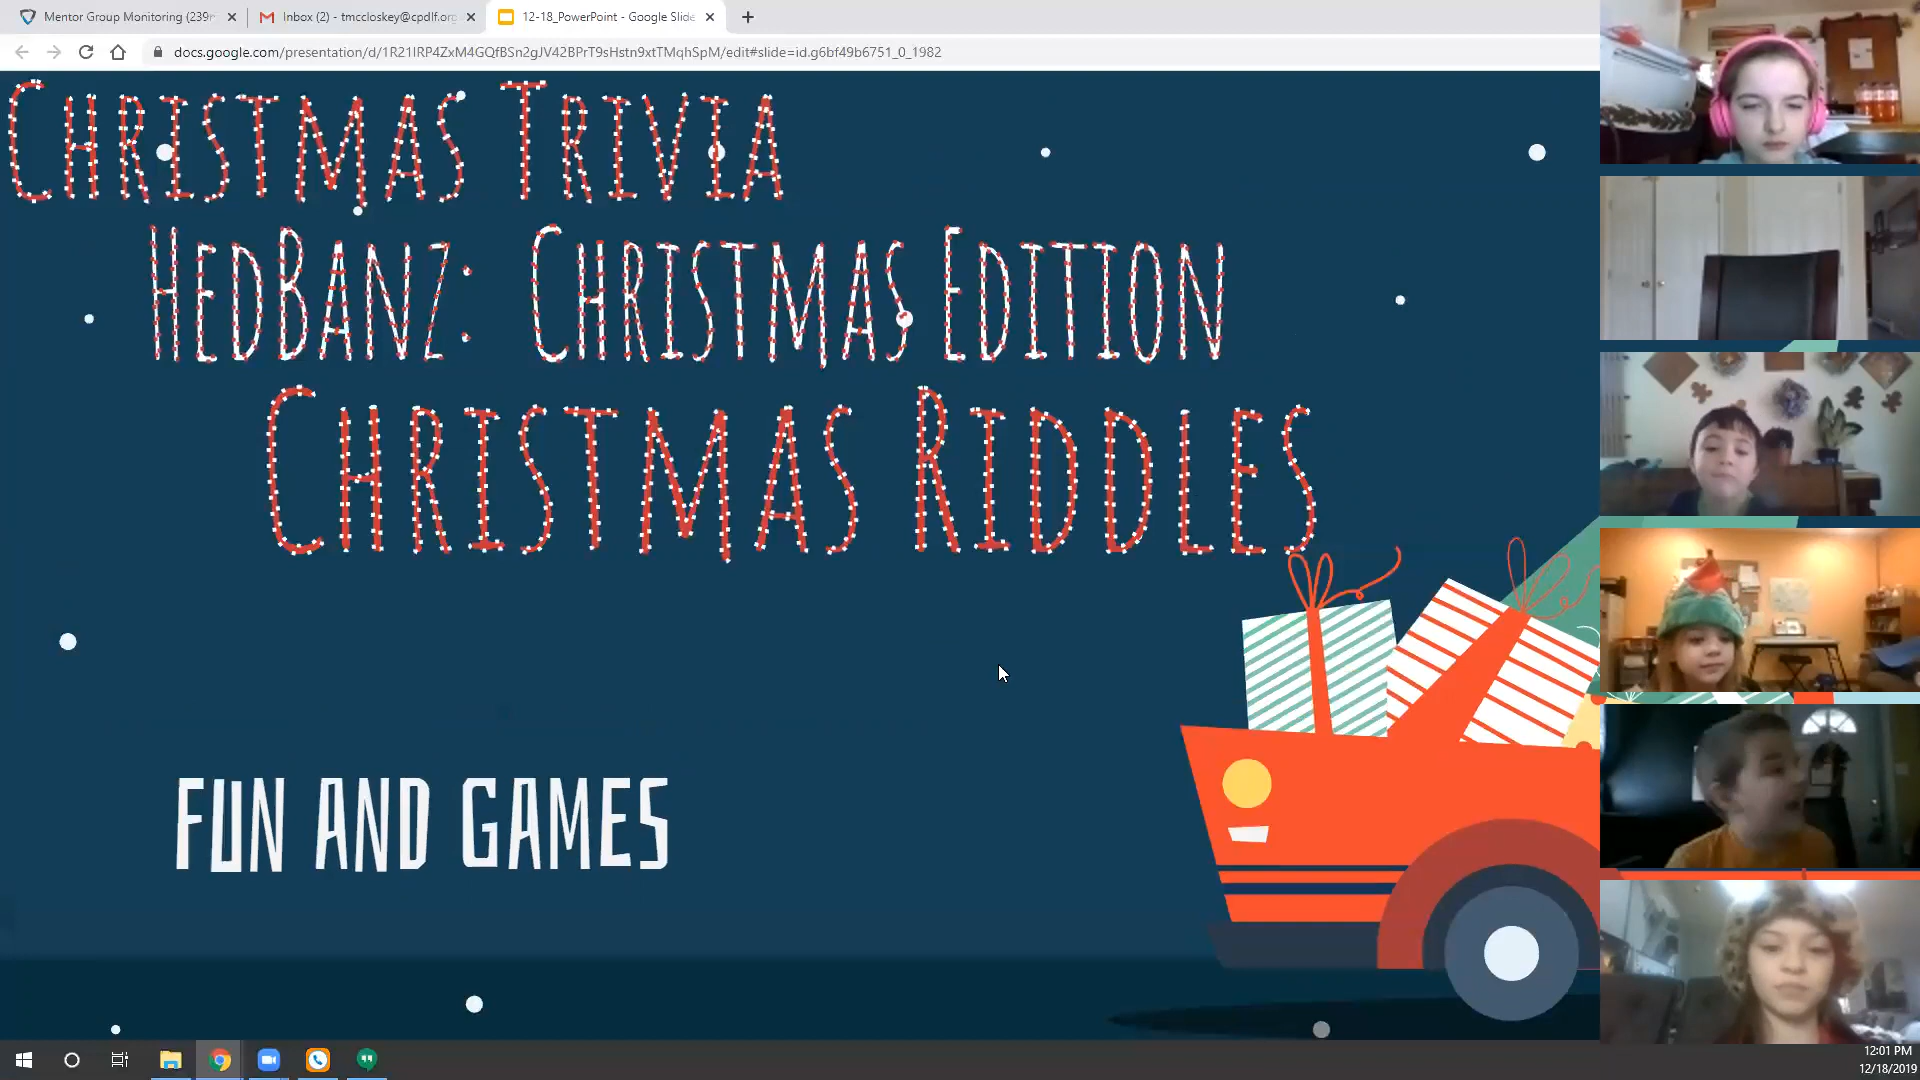 Mentor Group Monitoring (239
Inbox (2) - tmccloskey@cpdlf.org
12-18_PowerPoint - Google Slide
docs.google.com/presentation/d/1R21IRP4ZxM4GQfBSn2gJV42BPrT9sHstn9xtTMqhSpM/edit#slide=id.g6bf49b6751_0_1982
CHRISTMAS TRIVIA
HEDBANZ: CHRISTMAS EDITION
CHRISTMAS RIDDLES
FUN AND GAMES
12:01 PM
12/18/2019